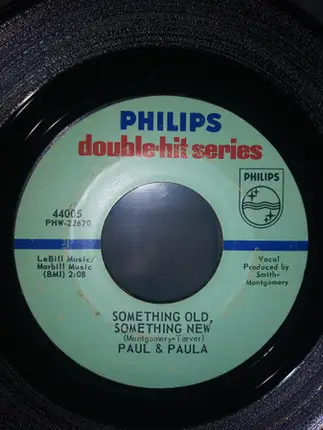 PHILIPS
double-hit series
PHILIPS
44005
PHW-22670
LeBill Music/
Marbill Music
(BMI) 2:08
Vocal
Produced by
Smith-
Montgomery
SOMETHING OLD,
SOMETHING NEW
(Montgomery-Tarver)
PAUL & PAULA